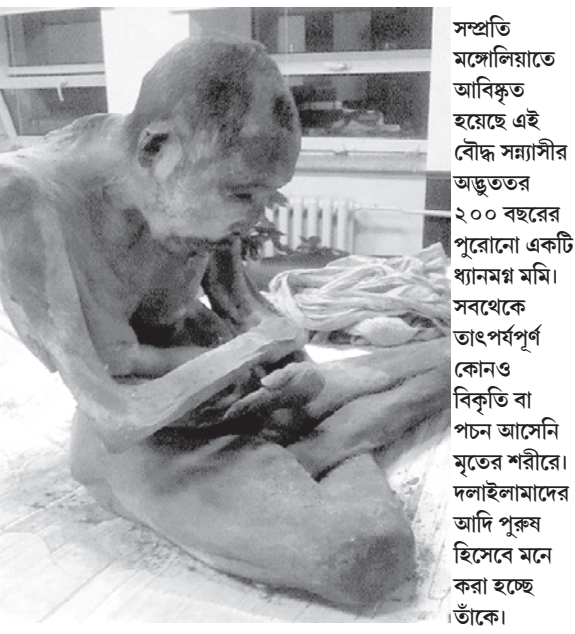 সম্প্রতি
মঙ্গোলিয়াতে
আবিষ্কৃত
হয়েছে এই
বৌদ্ধ সন্ন্যাসীর
অদ্ভুততর
২০০ বছরের
পুরোনো একটি
ধ্যানমগ্ন মমি।
সবথেকে
তাৎপর্যপূর্ণ
কোনও
বিকৃতি বা
পচন আসেনি
মৃতের শরীরে।
দলাইলামাদের
আদি পুরুষ
হিসেবে মনে
করা হচ্ছে
তাঁকে।